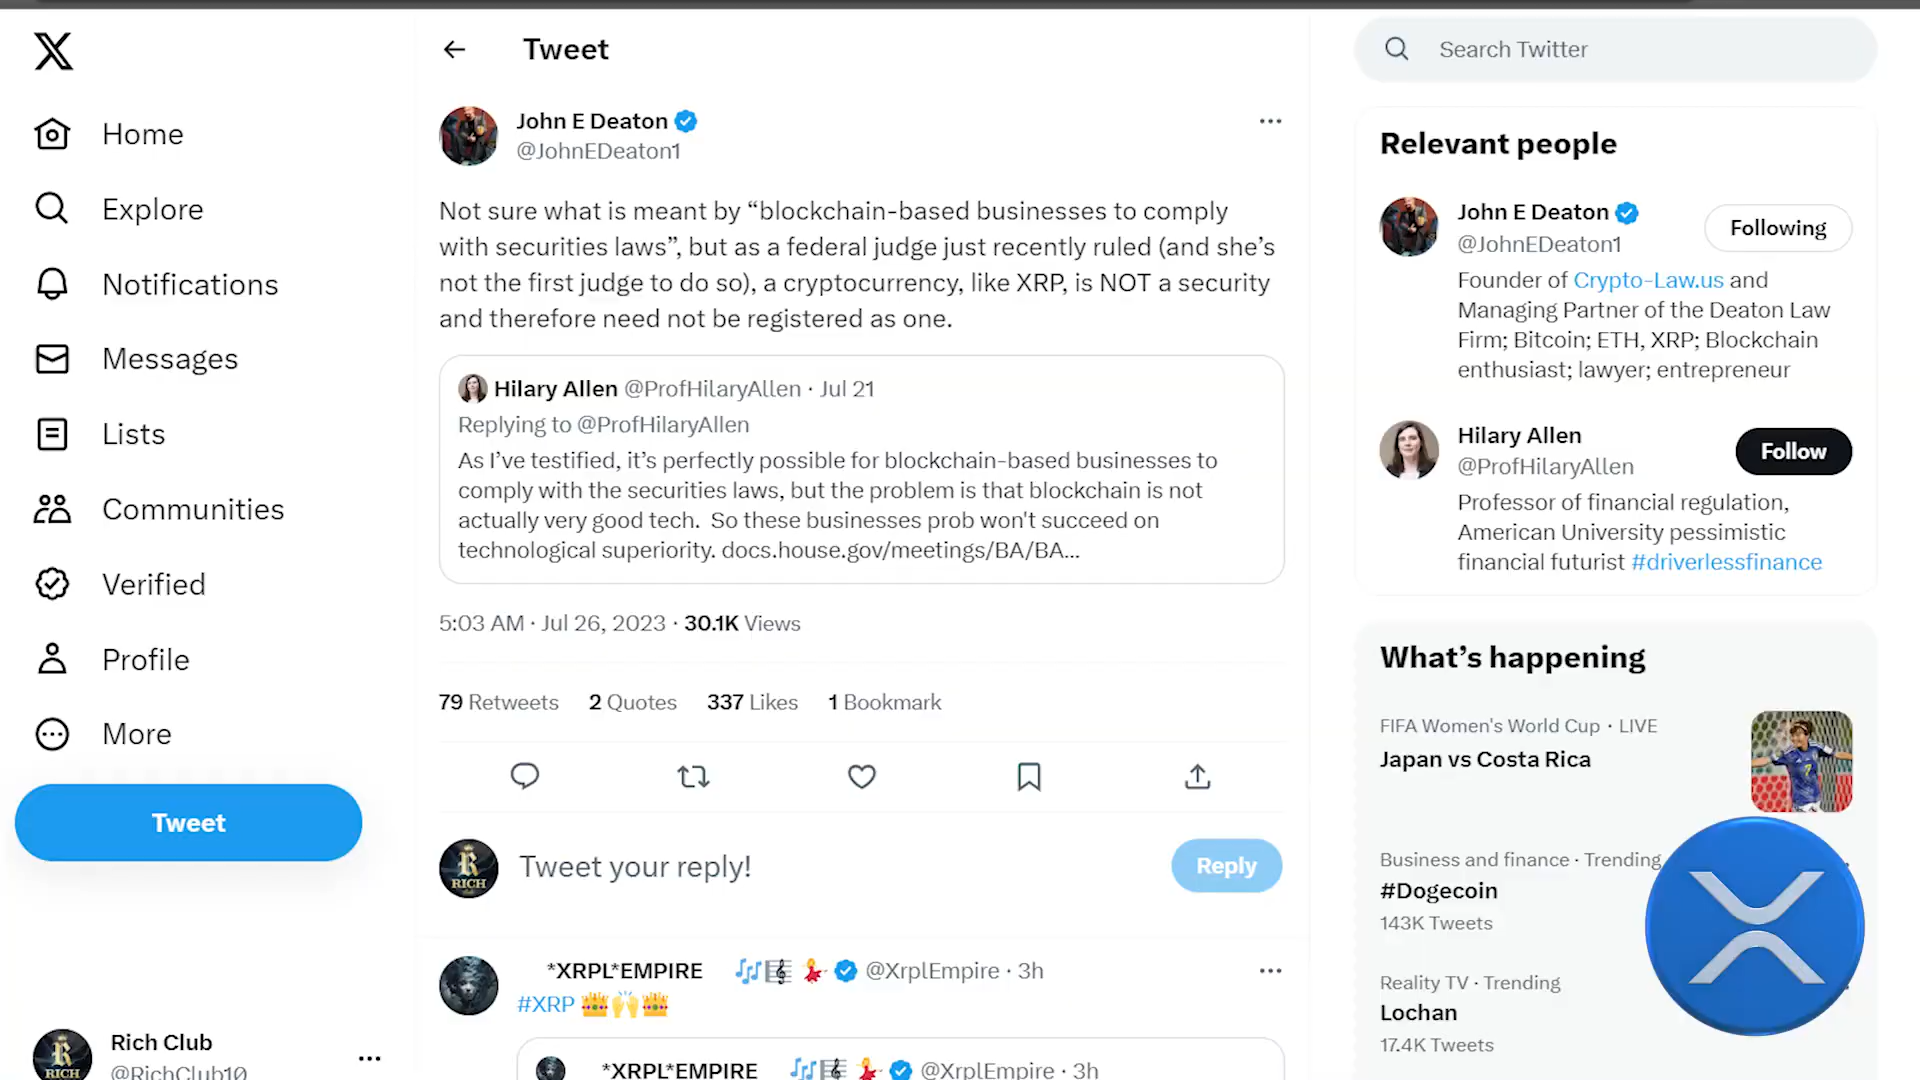 Tweet
Search Twitter
Home
Explore
Notifications
Messages
Lists
Communities
Verified
Profile
More
Tweet
Rich Club
@RichClub10
John E Deaton
@JohnEDeaton1
Not sure what is meant by “blockchain-based businesses to comply
with securities laws”, but as a federal judge just recently ruled (and she’s
not the first judge to do so), a cryptocurrency, like XRP, is NOT a security
and therefore need not be registered as one.
Hilary Allen @ProfHilaryAllen · Jul 21
Replying to @ProfHilaryAllen
As I’ve testified, it’s perfectly possible for blockchain-based businesses to
comply with the securities laws, but the problem is that blockchain is not
actually very good tech.  So these businesses prob won't succeed on
technological superiority. docs.house.gov/meetings/BA/BA...
5:03 AM · Jul 26, 2023 · 30.1K Views
79 Retweets 2 Quotes 337 Likes 1 Bookmark
RICH
Tweet your reply!
Reply
*XRPL*EMPIRE @XrplEmpire · 3h
#XRP
*XRPL*EMPIRE @XrplEmpire · 3h
Relevant people
John E Deaton
@JohnEDeaton1
Following
Founder of Crypto-Law.us and
Managing Partner of the Deaton Law
Firm; Bitcoin; ETH, XRP; Blockchain
enthusiast; lawyer; entrepreneur
Hilary Allen
@ProfHilaryAllen
Follow
Professor of financial regulation,
American University pessimistic
financial futurist #driverlessfinance
What’s happening
FIFA Women's World Cup · LIVE
Japan vs Costa Rica
Business and finance · Trending
#Dogecoin
143K Tweets
Reality TV · Trending
Lochan
17.4K Tweets
RICH